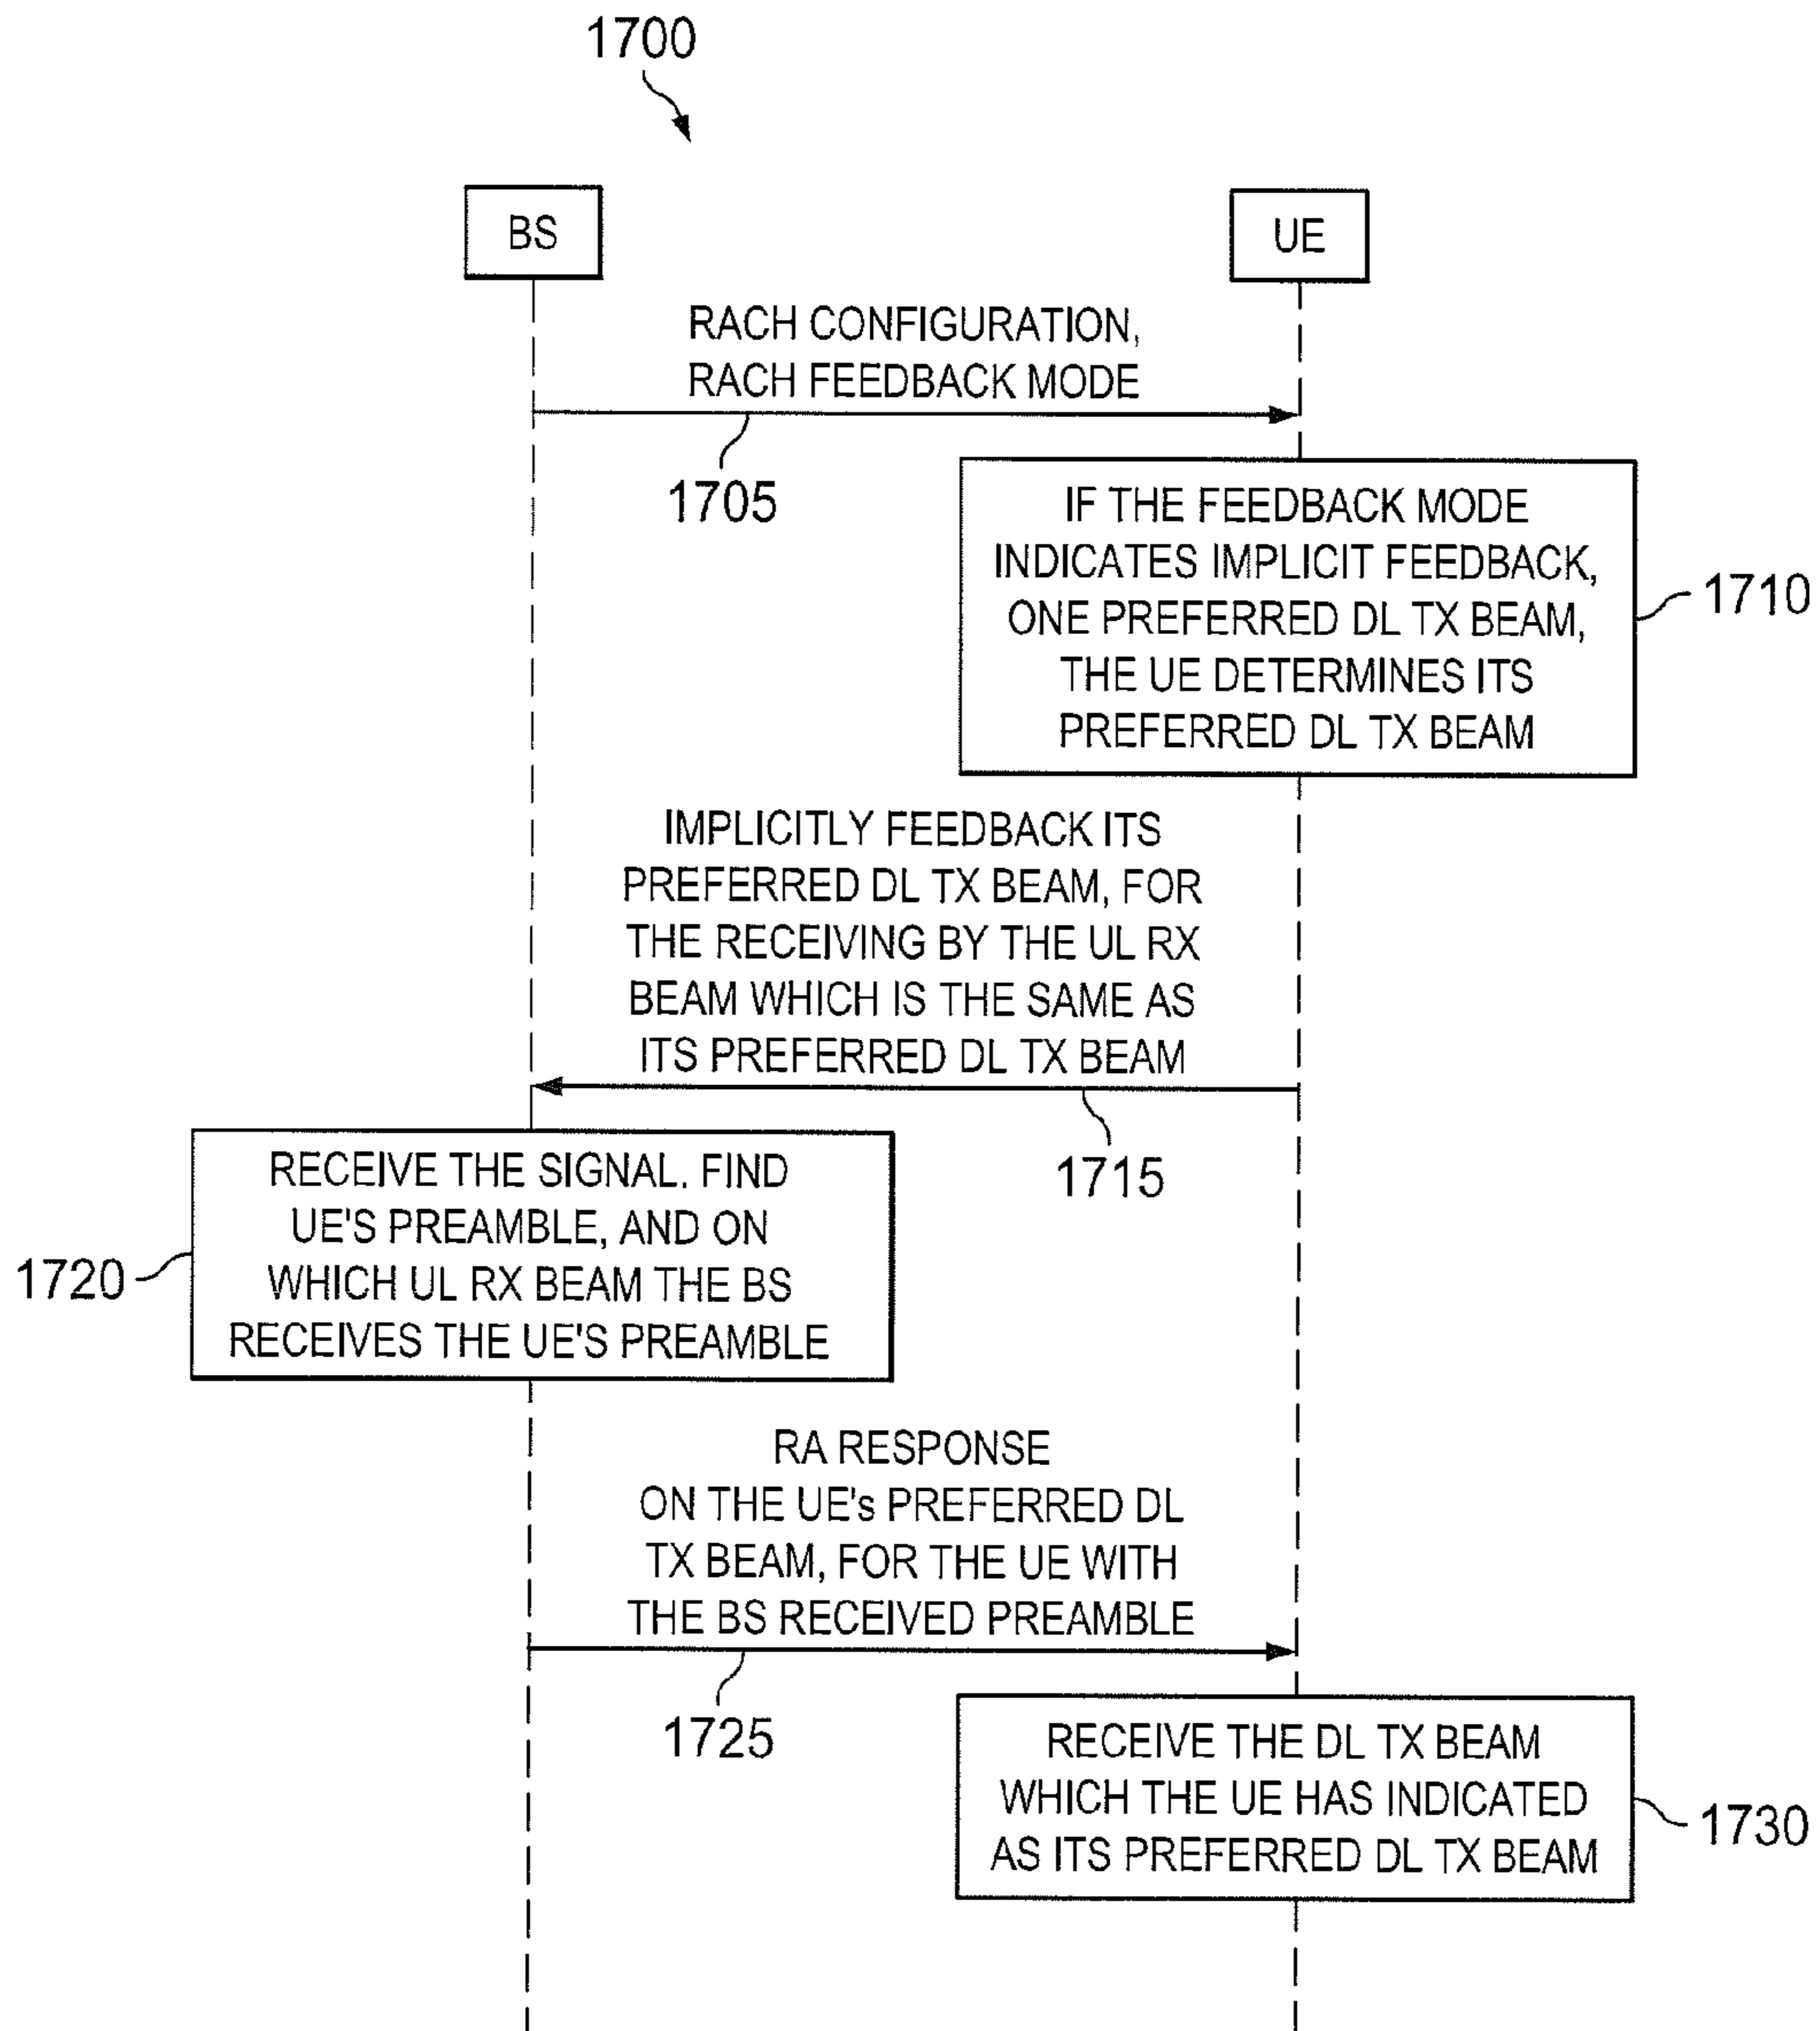 1700
BS
UE
RACH CONFIGURATION,
RACH FEEDBACK MODE
1705
IF THE FEEDBACK MODE
INDICATES IMPLICIT FEEDBACK,
ONE PREFERRED DL TX BEAM,
THE UE DETERMINES ITS
PREFERRED DL TX BEAM
1710
IMPLICITLY FEEDBACK ITS
PREFERRED DL TX BEAM, FOR
THE RECEIVING BY THE UL RX
BEAM WHICH IS THE SAME AS
ITS PREFERRED DL TX BEAM
1715
RECEIVE THE SIGNAL. FIND
UE'S PREAMBLE, AND ON
WHICH UL RX BEAM THE BS
RECEIVES THE UE'S PREAMBLE
1720
RA RESPONSE
ON THE UE's PREFERRED DL
TX BEAM, FOR THE UE WITH
THE BS RECEIVED PREAMBLE
1725
RECEIVE THE DL TX BEAM
WHICH THE UE HAS INDICATED
AS ITS PREFERRED DL TX BEAM
1730